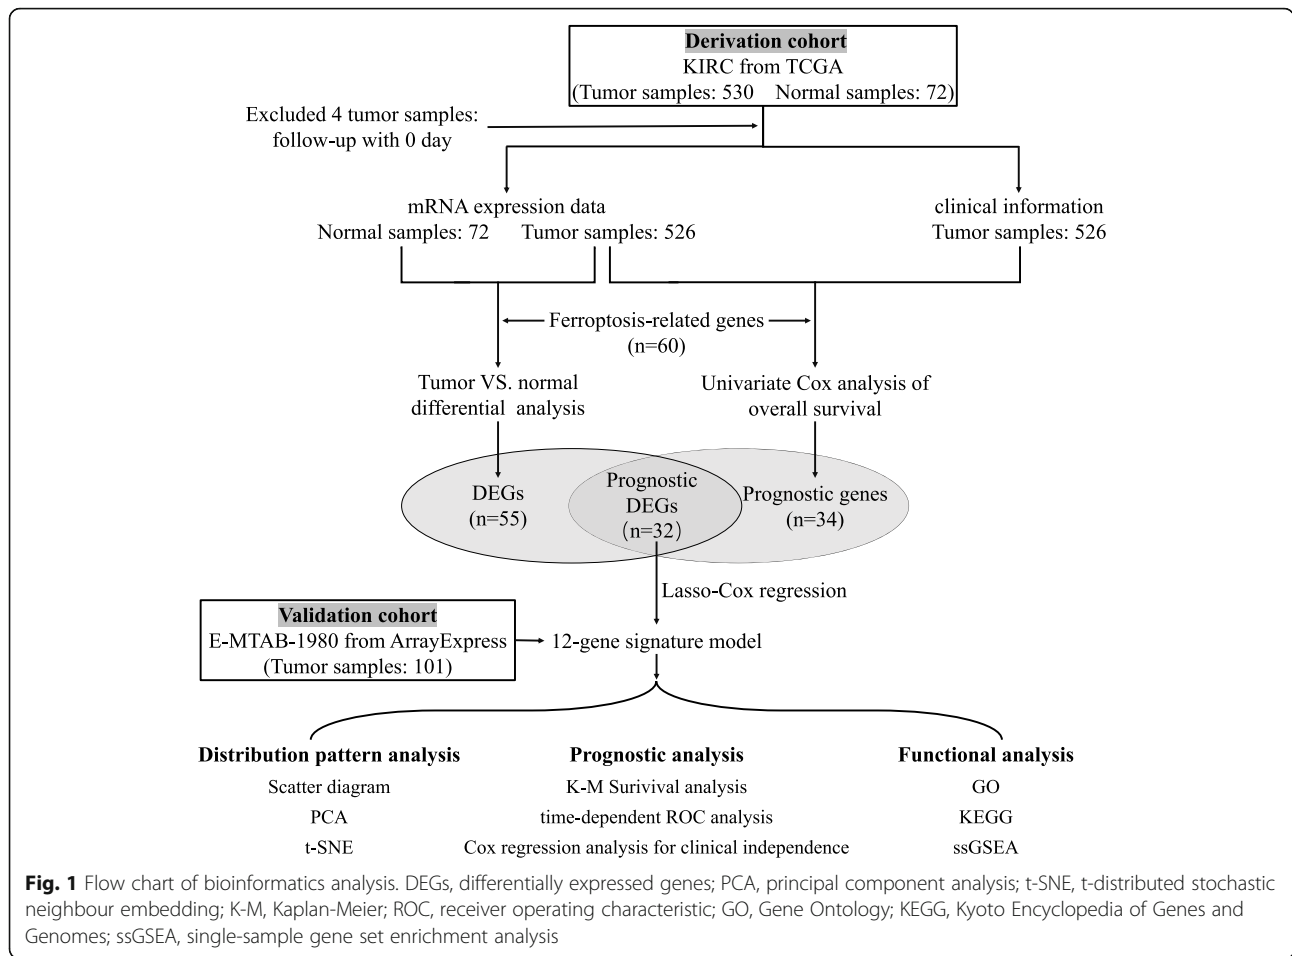 Derivation cohort
KIRC from TCGA
(Tumor samples: 530 Normal samples: 72)
Excluded 4 tumor samples:
follow-up with 0 day
mRNA expression data
Normal samples: 72 Tumor samples: 526
clinical information
Tumor samples: 526
Ferroptosis-related genes
(n=60)
Tumor VS. normal
differential analysis
Univariate Cox analysis of
overall survival
DEGs
(n=55)
Prognostic
DEGs
(n=32)
Prognostic genes
(n=34)
Lasso-Cox regression
Validation cohort
E-MTAB-1980 from ArrayExpress
(Tumor samples: 101)
12-gene signature model
Distribution pattern analysis
Scatter diagram
PCA
t-SNE
Prognostic analysis
K-M Surivival analysis
time-dependent ROC analysis
Cox regression analysis for clinical independence
Functional analysis
GO
KEGG
ssGSEA
Fig. 1 Flow chart of bioinformatics analysis. DEGs, differentially expressed genes; PCA, principal component analysis; t-SNE, t-distributed stochastic
neighbour embedding; K-M, Kaplan-Meier; ROC, receiver operating characteristic; GO, Gene Ontology; KEGG, Kyoto Encyclopedia of Genes and
Genomes; ssGSEA, single-sample gene set enrichment analysis